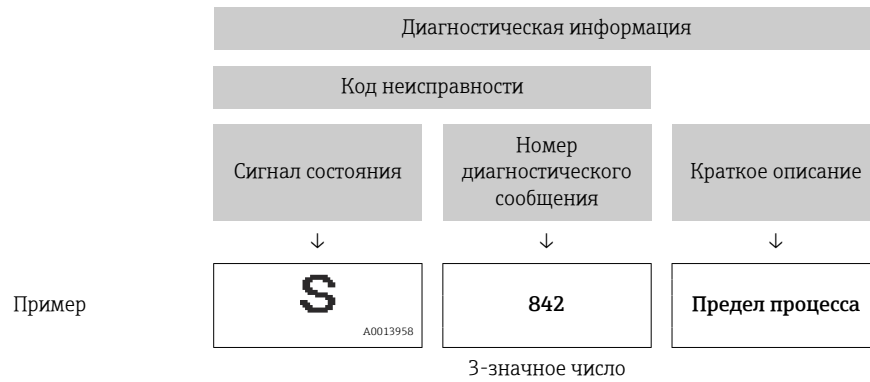 Диагностическая информация
Код неисправности
Сигнал состояния
Номер
диагностического
сообщения
Краткое описание
↓ ↓ ↓
Пример
S
A0013958
842
Предел процесса
3-значное число